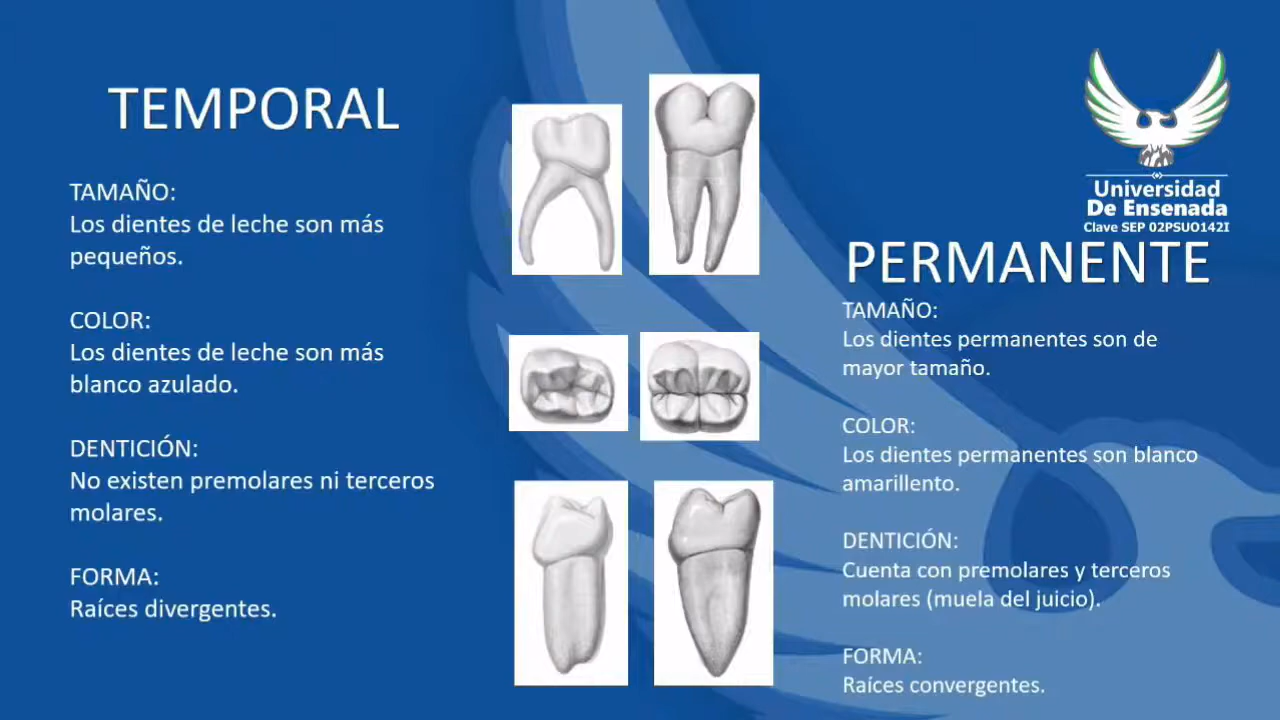 TEMPORAL
TAMAÑO:
Los dientes de leche son más
pequeños.
COLOR:
Los dientes de leche son más
blanco azulado.
DENTICIÓN:
No existen premolares ni terceros
molares.
FORMA:
Raíces divergentes.
Universidad
De Ensenada
Clave SEP 02PSU0142I
PERMANENTE
TAMAÑO:
Los dientes permanentes son de
mayor tamaño.
COLOR:
Los dientes permanentes son blanco
amarillento.
DENTICIÓN:
Cuenta con premolares y terceros
molares (muela del juicio).
FORMA:
Raíces convergentes.